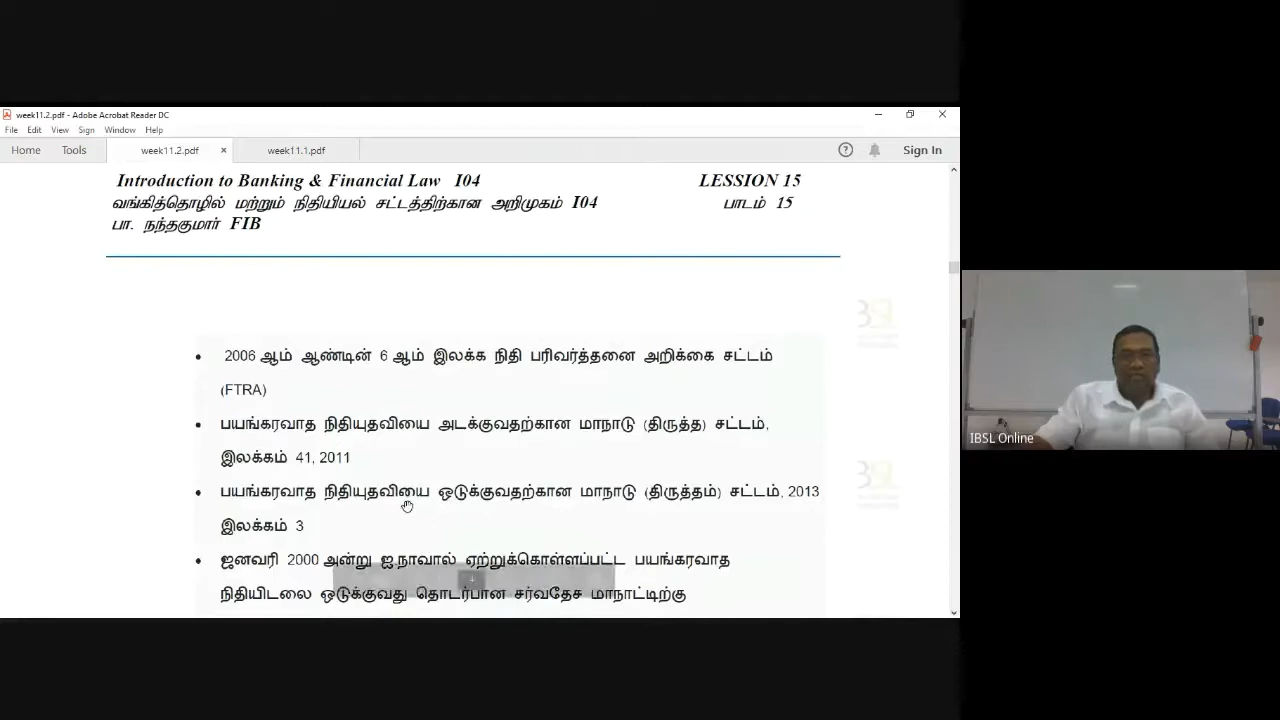 week11.2.pdf - Adobe Acrobat Reader DC
File Edit View Sign Window Help
Home Tools week11.2.pdf × week11.1.pdf Sign In
Introduction to Banking & Financial Law I04 LESSION 15
வங்கித்தொழில் மற்றும் நிதியியல் சட்டத்திற்கான அறிமுகம் I04 பாடம் 15
பா. நந்தகுமார் FIB
• 2006 ஆம் ஆண்டின் 6 ஆம் இலக்க நிதி பரிவர்த்தனை அறிக்கை சட்டம்
(FTRA)
• பயங்கரவாத நிதியுதவியை அடக்குவதற்கான மாநாடு (திருத்த) சட்டம்,
இலக்கம் 41, 2011
• பயங்கரவாத நிதியுதவியை ஒடுக்குவதற்கான மாநாடு (திருத்தம்) சட்டம், 2013
இலக்கம் 3
• ஜனவரி 2000 அன்று ஐ.நாவால் ஏற்றுக்கொள்ளப்பட்ட பயங்கரவாத
நிதியிடலை ஒடுக்குவது தொடர்பான சர்வதேச மாநாட்டிற்கு
IBSL Online